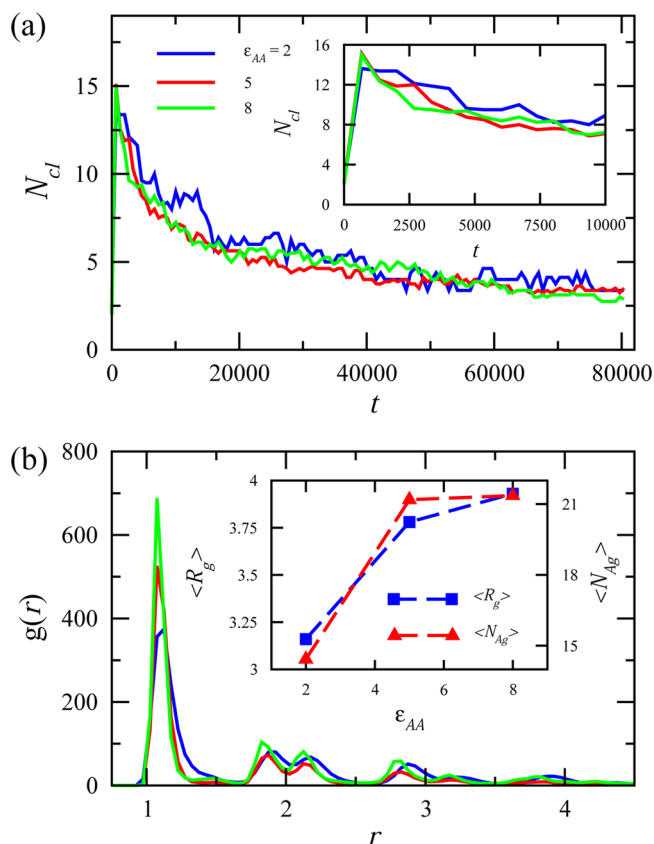 (a)
ε_AA = 2
5
8
N_cl
15
10
5
0
0 20000 40000 60000 80000
t
N_cl
16
12
8
4
0
0 2500 5000 7500 10000
t
(b)
g(r)
800
600
400
200
0
1 2 3 4
r
<R_g>
4
3.75
3.5
3.25
3
2 4 6 8
ε_AA
21
18
15
<N_Ag>
<R_g>
<N_Ag>